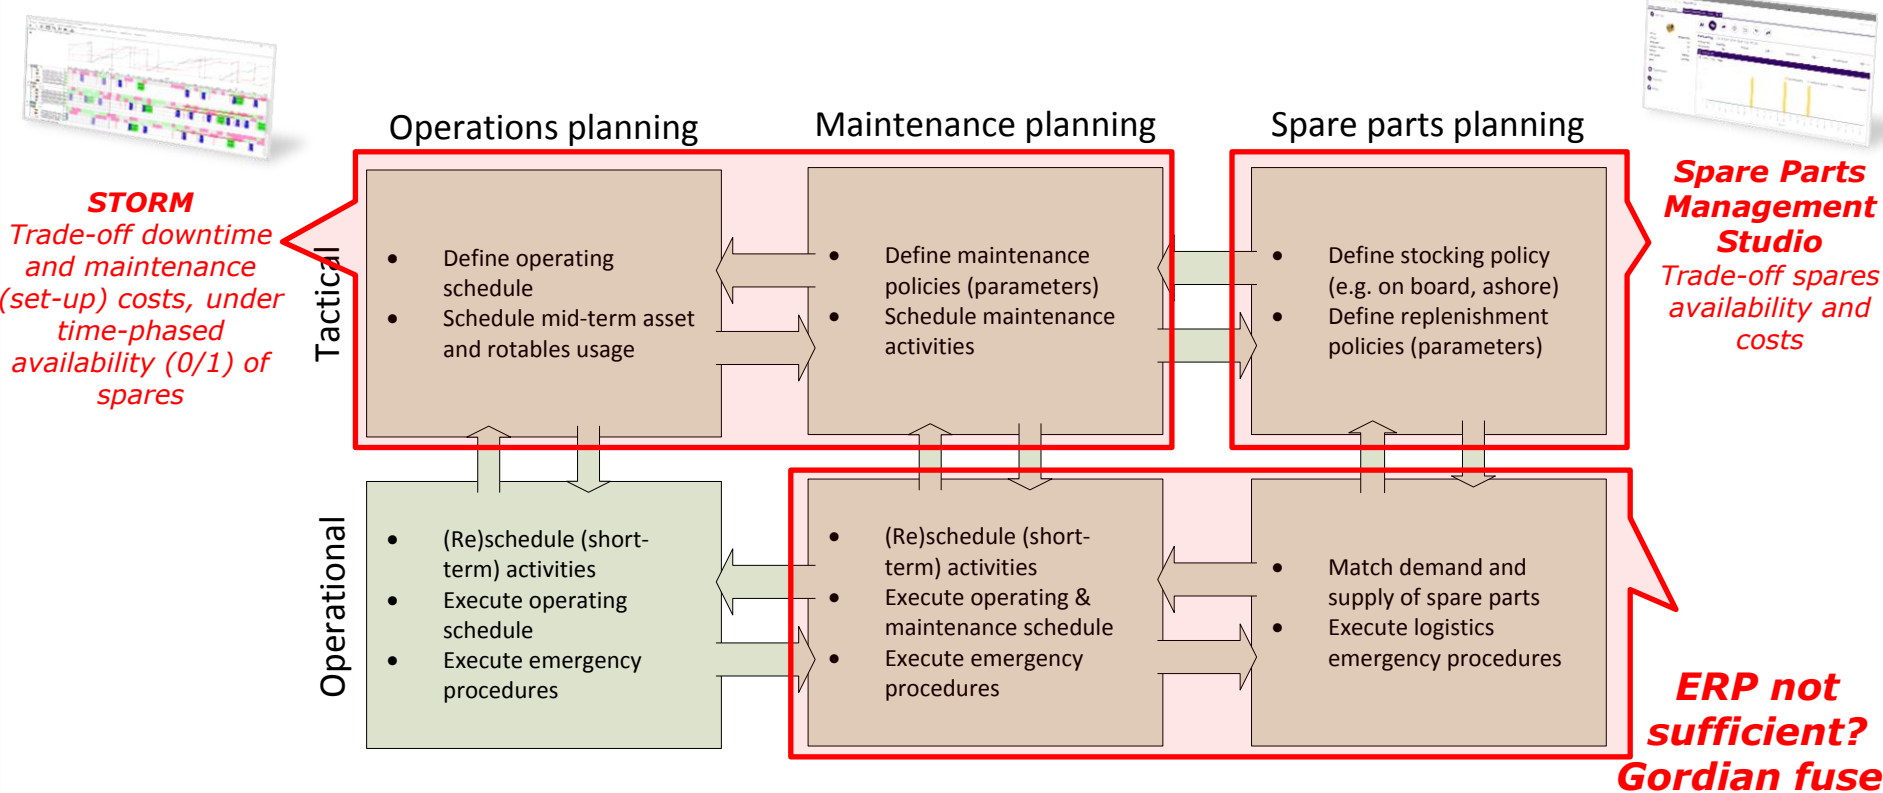 Operations planning
Maintenance planning
Spare parts planning
STORM
Trade-off downtime
and maintenance
(set-up) costs, under
time-phased
availability (0/1) of
spares
Tactical
• Define operating
schedule
• Schedule mid-term asset
and rotables usage
• Define maintenance
policies (parameters)
• Schedule maintenance
activities
• Define stocking policy
(e.g. on board, ashore)
• Define replenishment
policies (parameters)
Spare Parts
Management
Studio
Trade-off spares
availability and
costs
Operational
• (Re)schedule (short-
term) activities
• Execute operating
schedule
• Execute emergency
procedures
• (Re)schedule (short-
term) activities
• Execute operating &
maintenance schedule
• Execute emergency
procedures
• Match demand and
supply of spare parts
• Execute logistics
emergency procedures
ERP not
sufficient?
Gordian fuse